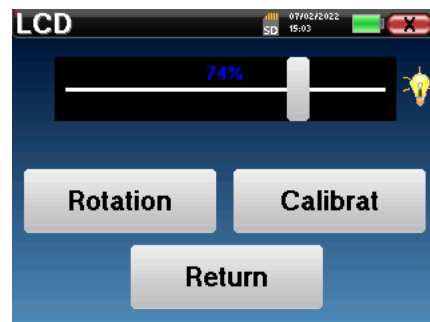 LCD
SD
07/02/2022
15:03
X
74%
Rotation
Calibrat
Return